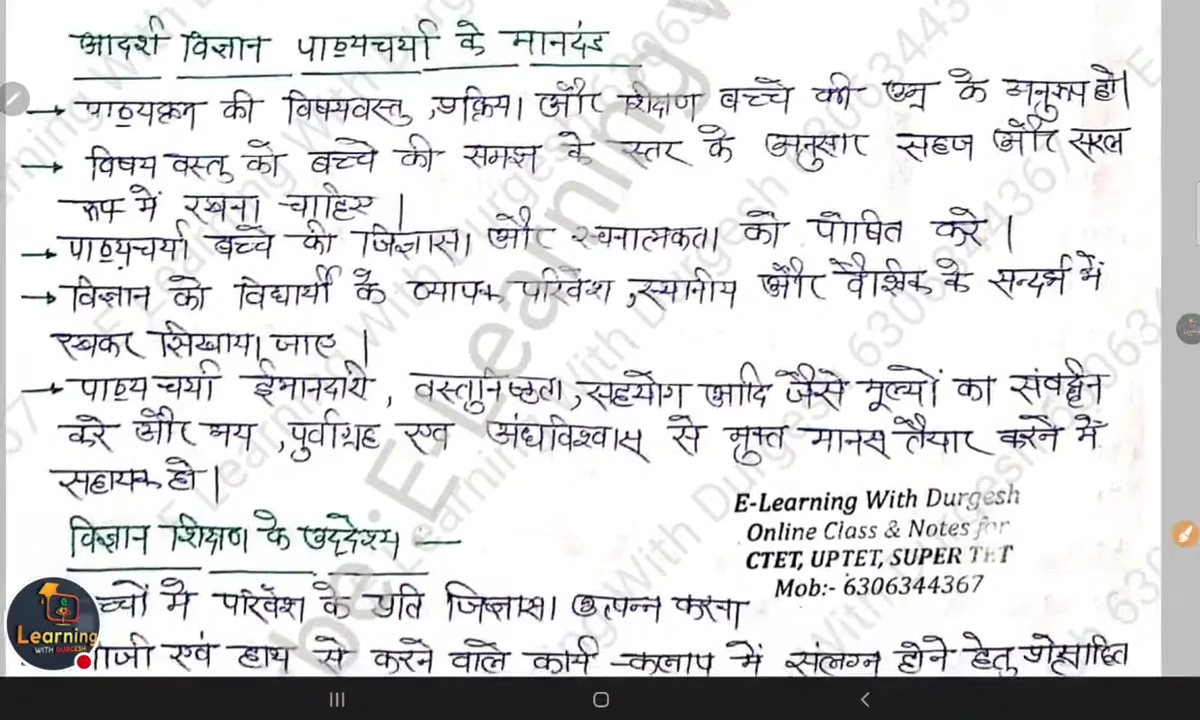 आदर्श विज्ञान पाठ्यचर्या के मानदंड
→ पाठ्यक्रम की विषयवस्तु, प्रक्रिया और शिक्षण बच्चे की उम्र के अनुरूप हो।
→ विषय वस्तु को बच्चे की समझ के स्तर के अनुसार सहज और सरल
रूप में रखना चाहिए।
→ पाठ्यचर्या बच्चे की जिज्ञासा और रचनात्मकता को पोषित करे।
→ विज्ञान को विद्यार्थी के व्यापक परिवेश, स्थानीय और वैश्विक के सन्दर्भ में
रखकर सिखाया जाए।
→ पाठ्यचर्या ईमानदारी, वस्तुनिष्ठता, सहयोग आदि जैसे मूल्यों का संवर्द्धन
करे और भय, पुर्वाग्रह एव अंधविश्वास से मुक्त मानस तैयार करने में
सहायक हो।
E-Learning With Durgesh
Online Class & Notes for
CTET, UPTET, SUPER TET
Mob:- 6306344367
विज्ञान शिक्षण के उद्देश्य :—
परिवेश के प्रति जिज्ञासा उत्पन्न करना
एवं हाथ से करने वाले कार्य-कलाप में संलग्न होने हेतु प्रोत्साहित
Learning
WITH DURGESH